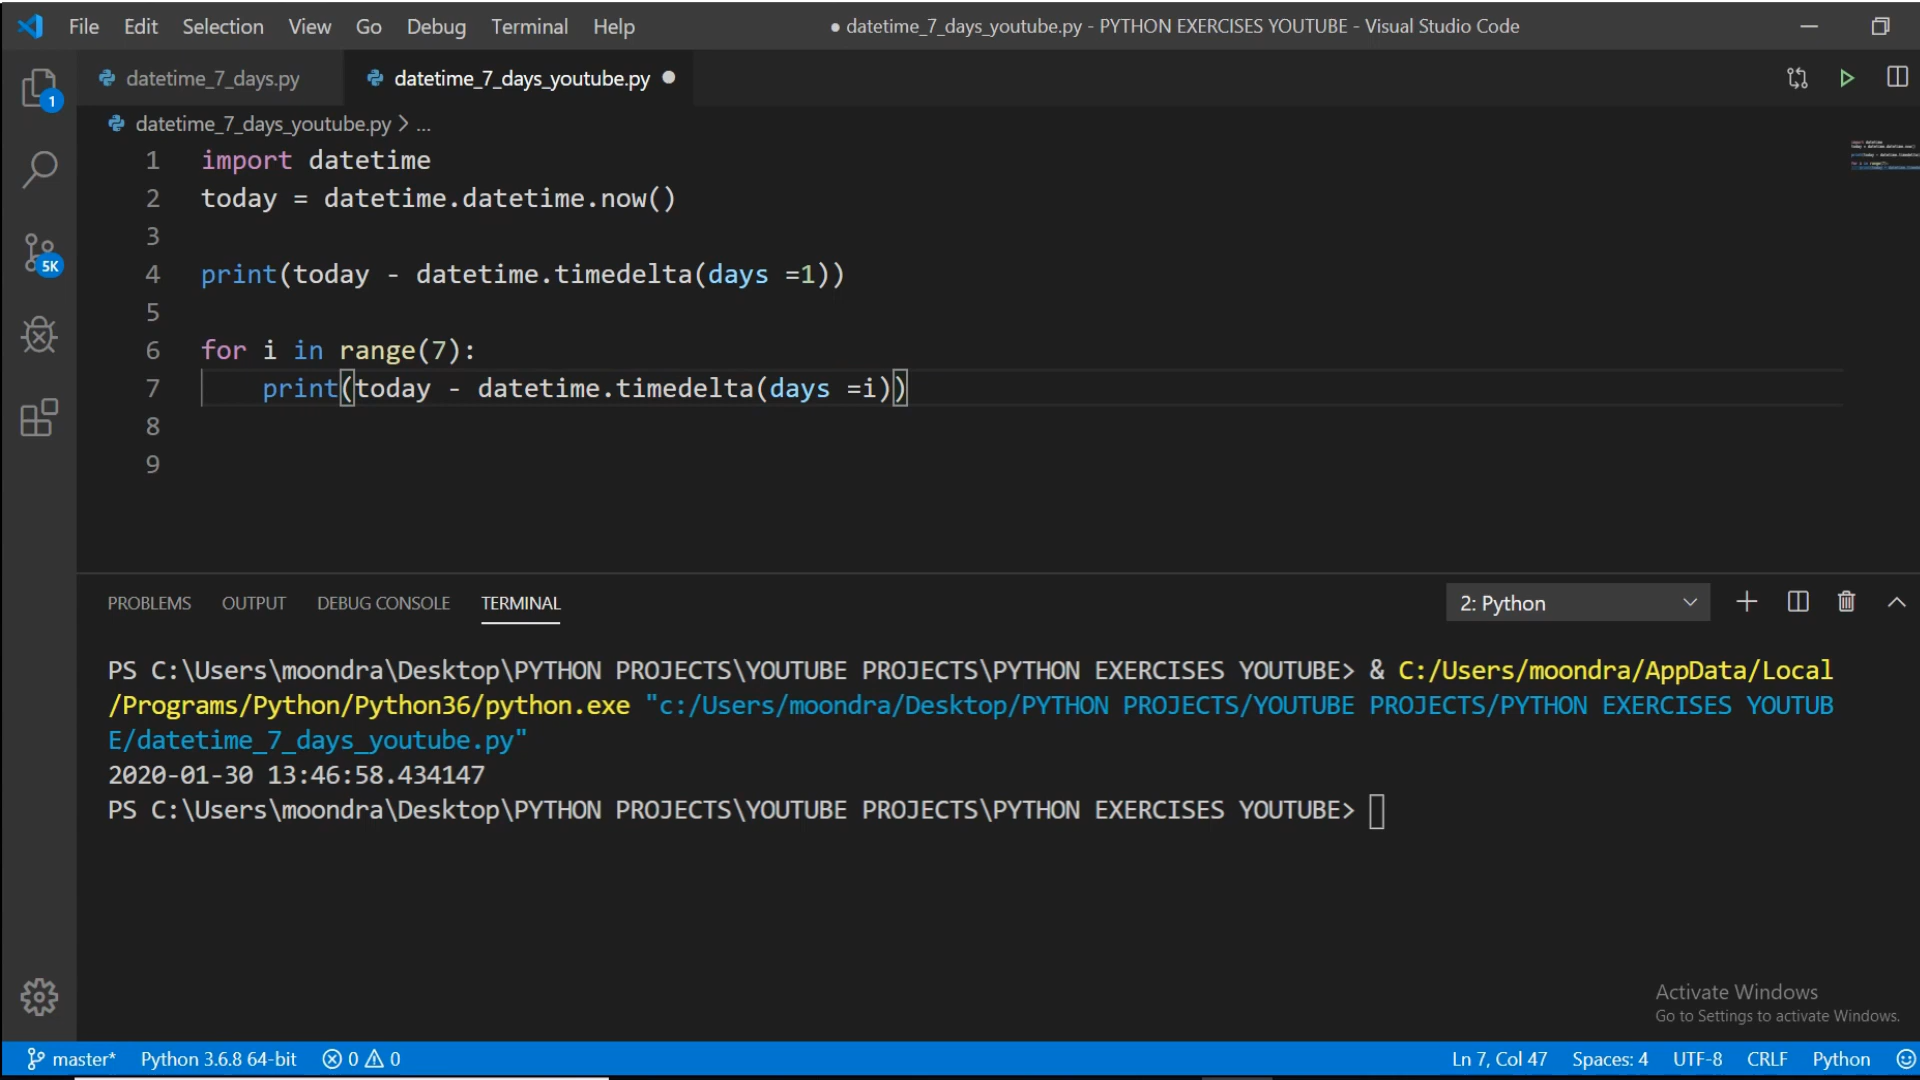 File Edit Selection View Go Debug Terminal Help ● datetime_7_days_youtube.py - PYTHON EXERCISES YOUTUBE - Visual Studio Code
datetime_7_days.py datetime_7_days_youtube.py ●
1
datetime_7_days_youtube.py > ...
1 import datetime
2 today = datetime.datetime.now()
3
4 print(today - datetime.timedelta(days =1))
5
6 for i in range(7):
7 print(today - datetime.timedelta(days =i))
8
9
5K
PROBLEMS OUTPUT DEBUG CONSOLE TERMINAL 2: Python
PS C:\Users\moondra\Desktop\PYTHON PROJECTS\YOUTUBE PROJECTS\PYTHON EXERCISES YOUTUBE> & C:/Users/moondra/AppData/Local
/Programs/Python/Python36/python.exe "c:/Users/moondra/Desktop/PYTHON PROJECTS/YOUTUBE PROJECTS/PYTHON EXERCISES YOUTUB
E/datetime_7_days_youtube.py"
2020-01-30 13:46:58.434147
PS C:\Users\moondra\Desktop\PYTHON PROJECTS\YOUTUBE PROJECTS\PYTHON EXERCISES YOUTUBE>
Activate Windows
Go to Settings to activate Windows.
master* Python 3.6.8 64-bit 0 0 Ln 7, Col 47 Spaces: 4 UTF-8 CRLF Python